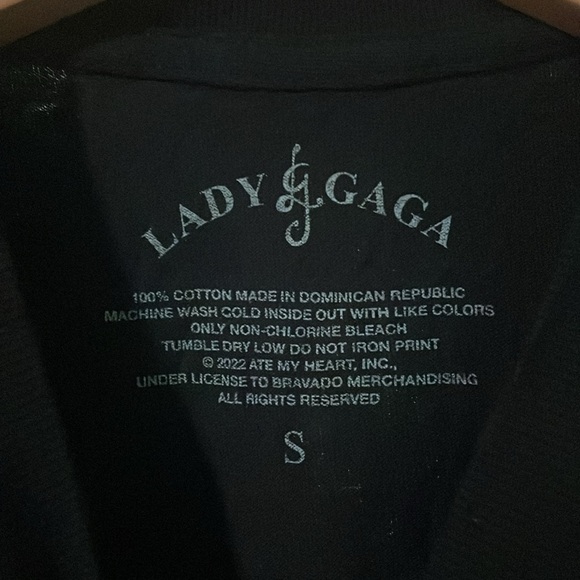 LADY LG GAGA
100% COTTON MADE IN DOMINICAN REPUBLIC
MACHINE WASH COLD INSIDE OUT WITH LIKE COLORS
ONLY NON-CHLORINE BLEACH
TUMBLE DRY LOW DO NOT IRON PRINT
© 2022 ATE MY HEART, INC.,
UNDER LICENSE TO BRAVADO MERCHANDISING
ALL RIGHTS RESERVED
S